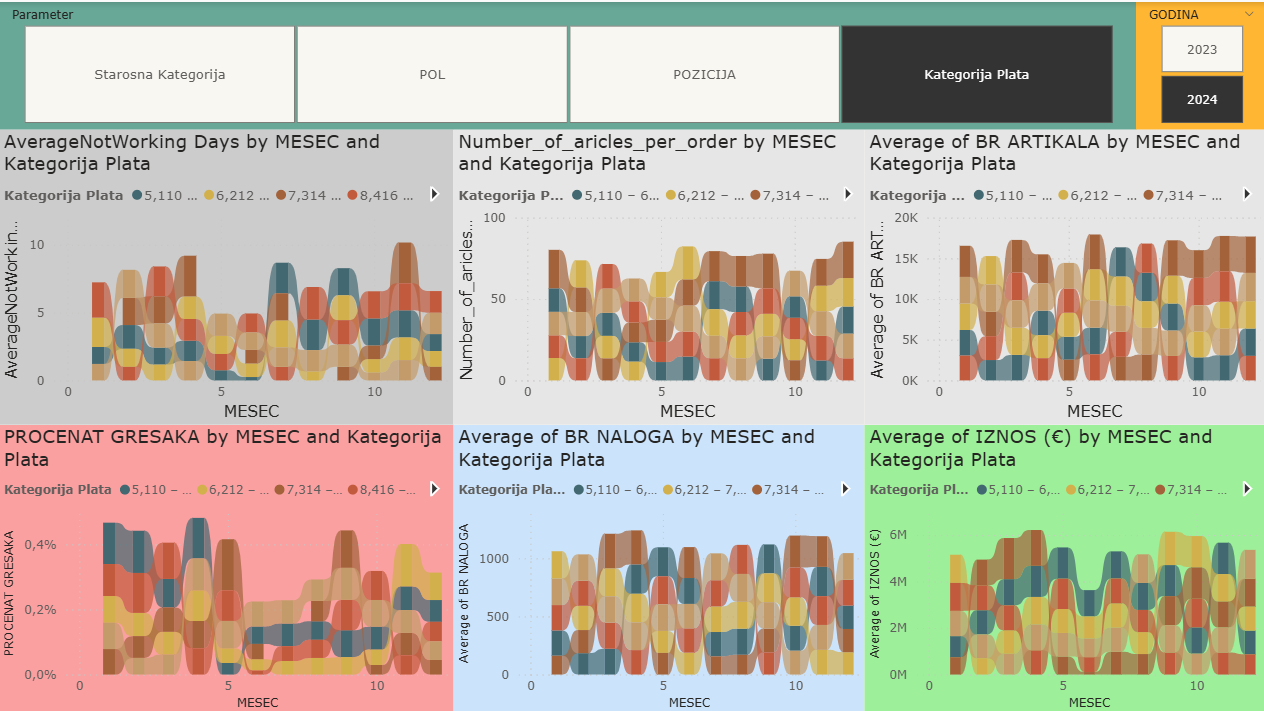 Parameter
Starosna Kategorija
POL
POZICIJA
Kategorija Plata
GODINA
2023
2024
AverageNotWorking Days by MESEC and
Kategorija Plata
Kategorija Plata 5,110 ... 6,212 ... 7,314 ... 8,416 ...
AverageNotWorkin...
10
5
0
0 5 10
MESEC
Number_of_aricles_per_order by MESEC
and Kategorija Plata
Kategorija P... 5,110 – 6... 6,212 – ... 7,314 – ...
Number_of_aricles...
100
50
0
0 5 10
MESEC
Average of BR ARTIKALA by MESEC and
Kategorija Plata
Kategorija ... 5,110 – ... 6,212 – ... 7,314 – ...
Average of BR ART...
20K
15K
10K
5K
0K
0 5 10
MESEC
PROCENAT GRESAKA by MESEC and Kategorija
Plata
Kategorija Plata 5,110 – ... 6,212 – ... 7,314 –... 8,416 –...
PROCENAT GRESAKA
0,4%
0,2%
0,0%
0 5 10
MESEC
Average of BR NALOGA by MESEC and
Kategorija Plata
Kategorija Pla... 5,110 – 6,... 6,212 – 7,... 7,314 – ...
Average of BR NALOGA
1000
500
0
0 5 10
MESEC
Average of IZNOS (€) by MESEC and
Kategorija Plata
Kategorija Pl... 5,110 – 6,... 6,212 – 7,... 7,314 – ...
Average of IZNOS (€)
6M
4M
2M
0M
0 5 10
MESEC